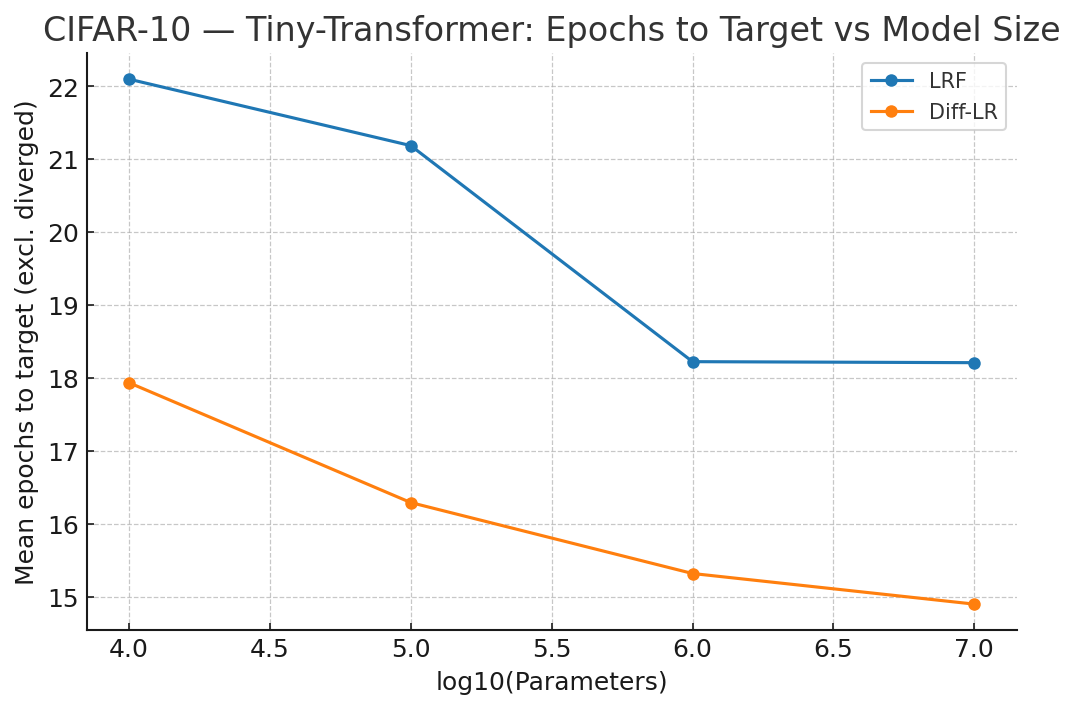 CIFAR-10 — Tiny-Transformer: Epochs to Target vs Model Size
Mean epochs to target (excl. diverged)
22
21
20
19
18
17
16
15
LRF
Diff-LR
4.0 4.5 5.0 5.5 6.0 6.5 7.0
log10(Parameters)